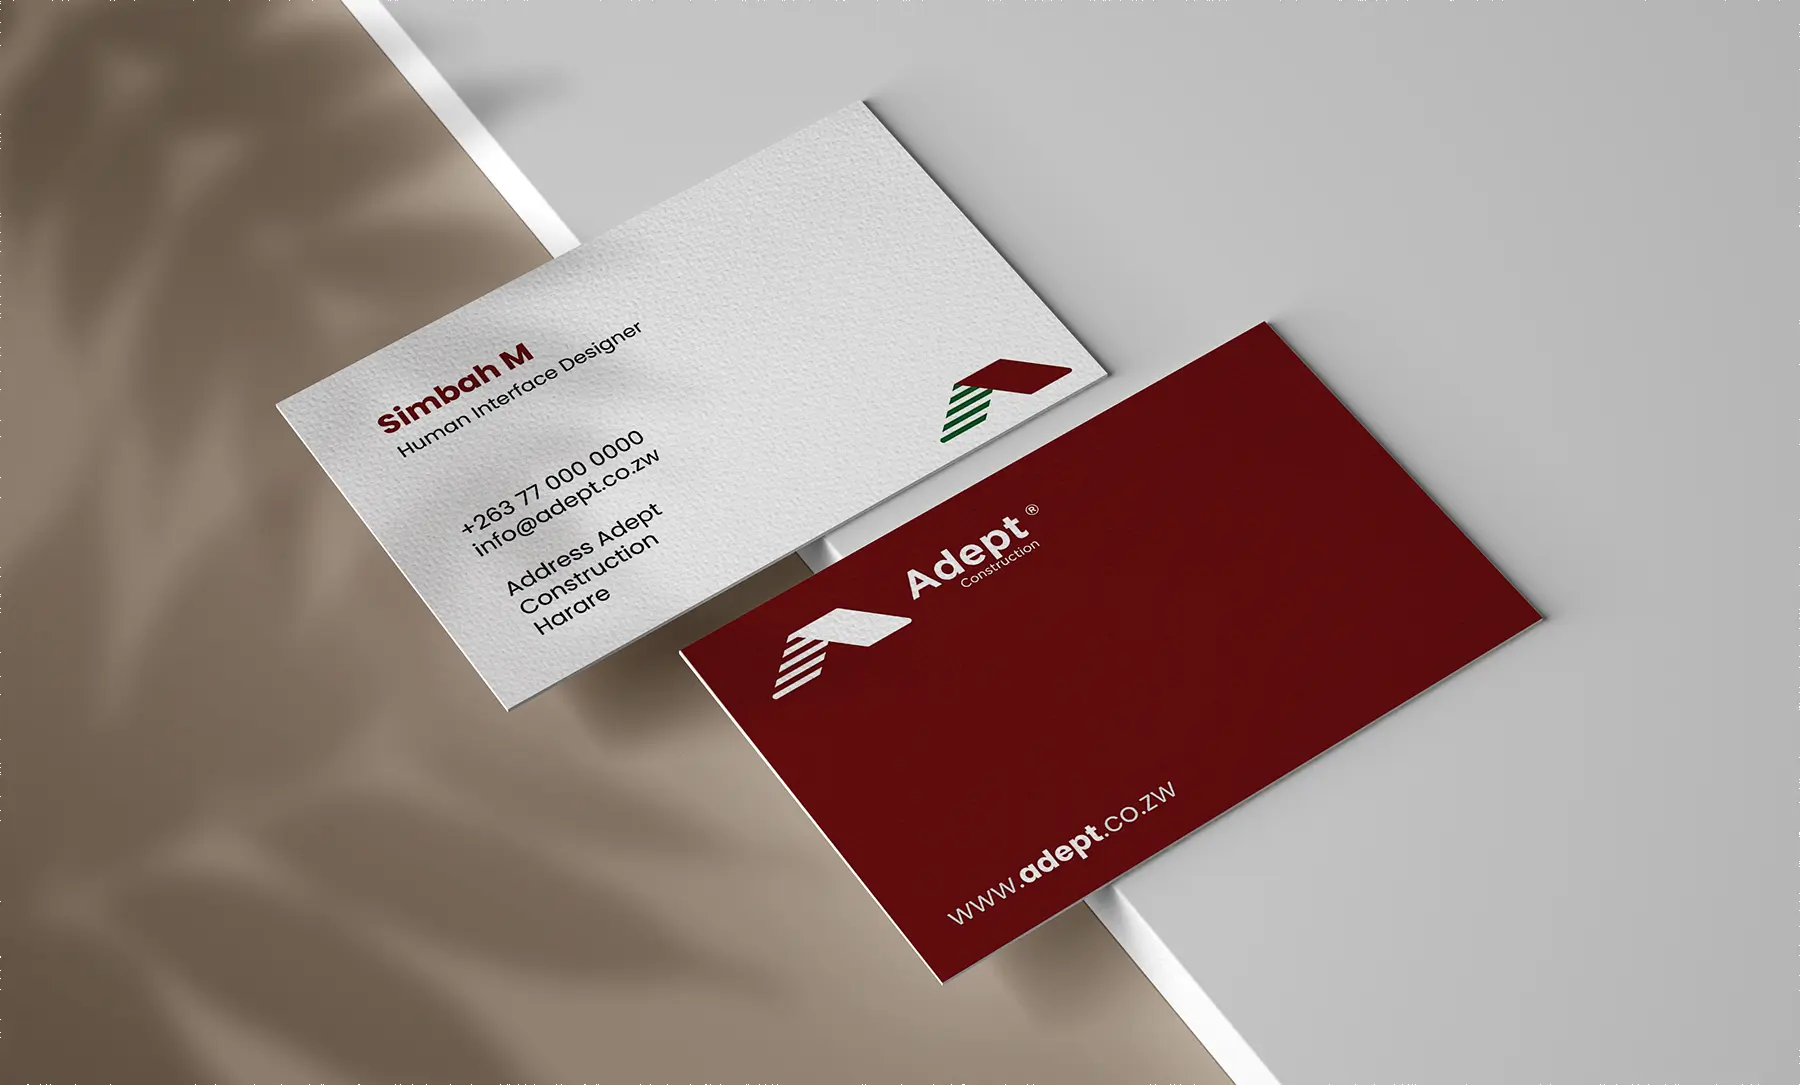 Simbah M
Human Interface Designer
+263 77 000 0000
info@adept.co.zw
Address Adept
Construction
Harare
Adept ®
Construction
www.adept.co.zw